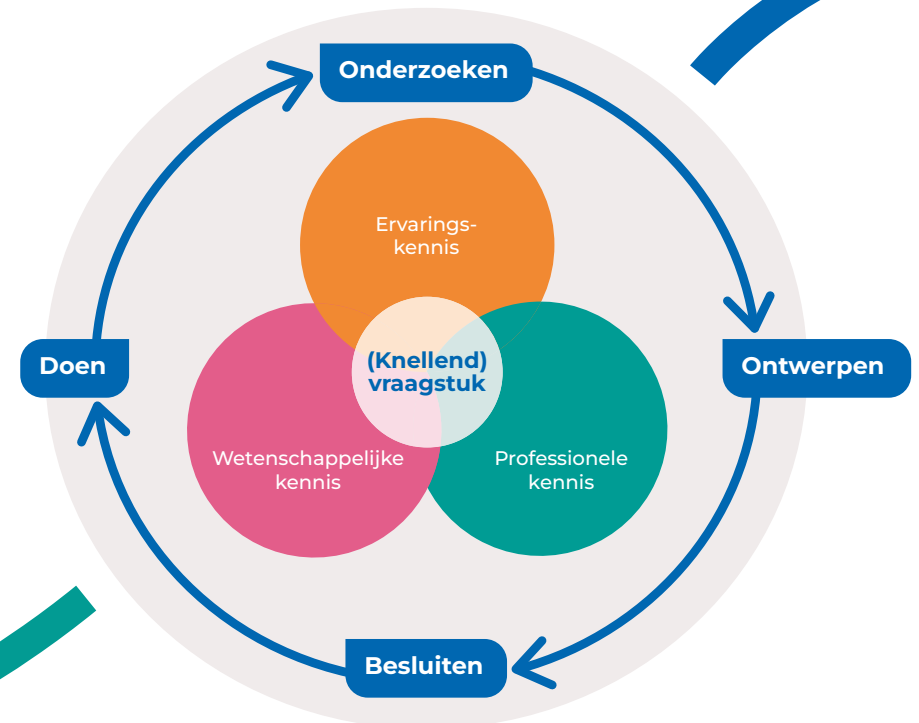 Onderzoeken
Ervarings-
kennis
(Knellend)
vraagstuk
Doen
Ontwerpen
Wetenschappelijke
kennis
Professionele
kennis
Besluiten